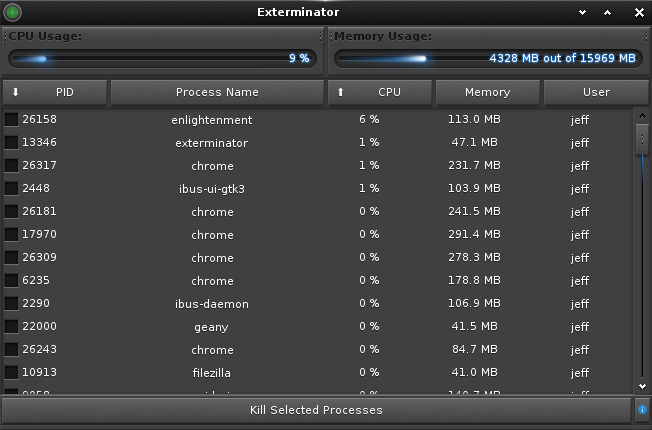 Exterminator
CPU Usage: Memory Usage:
9 % 4328 MB out of 15969 MB
PID Process Name CPU Memory User
26158 enlightenment 6 % 113.0 MB jeff
13346 exterminator 1 % 47.1 MB jeff
26317 chrome 1 % 231.7 MB jeff
2448 ibus-ui-gtk3 1 % 103.9 MB jeff
26181 chrome 0 % 241.5 MB jeff
17970 chrome 0 % 291.4 MB jeff
26309 chrome 0 % 278.3 MB jeff
6235 chrome 0 % 178.8 MB jeff
2290 ibus-daemon 0 % 106.9 MB jeff
22000 geany 0 % 41.5 MB jeff
26243 chrome 0 % 84.7 MB jeff
10913 filezilla 0 % 41.0 MB jeff
Kill Selected Processes